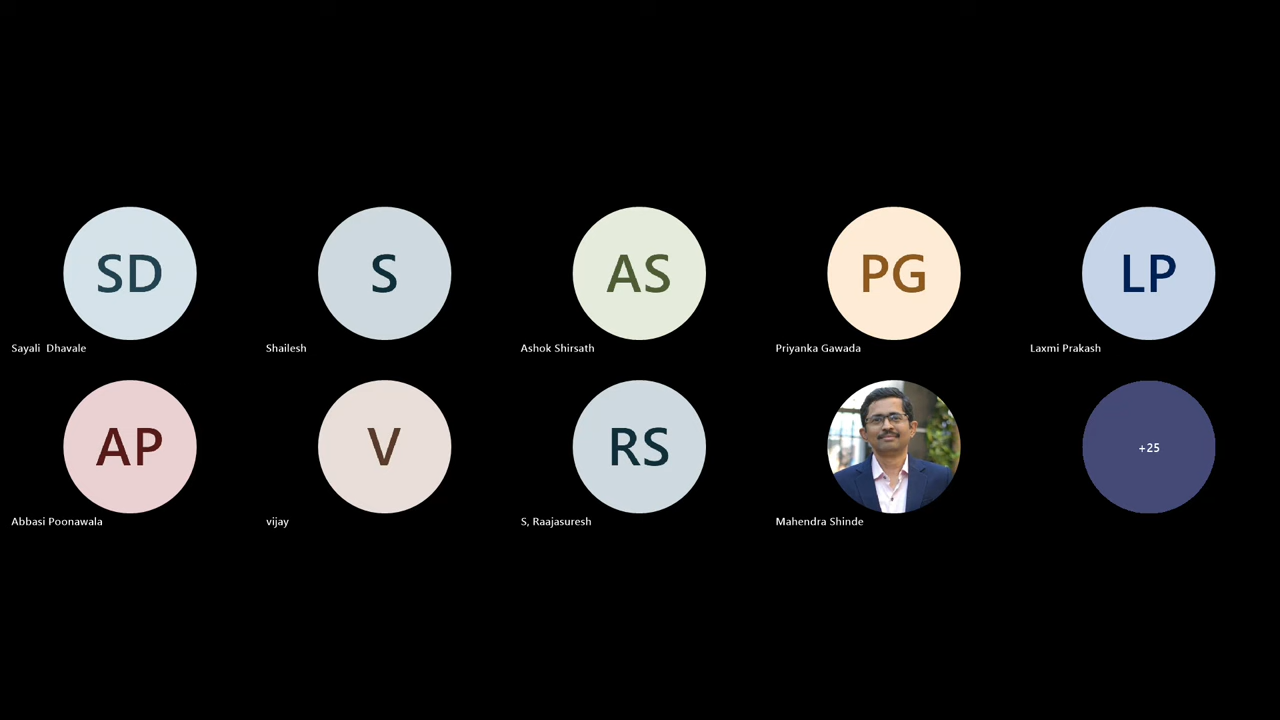 SD
S
AS
PG
LP
Sayali  Dhavale
Shailesh
Ashok Shirsath
Priyanka Gawada
Laxmi Prakash
AP
V
RS
+25
Abbasi Poonawala
vijay
S, Raajasuresh
Mahendra Shinde